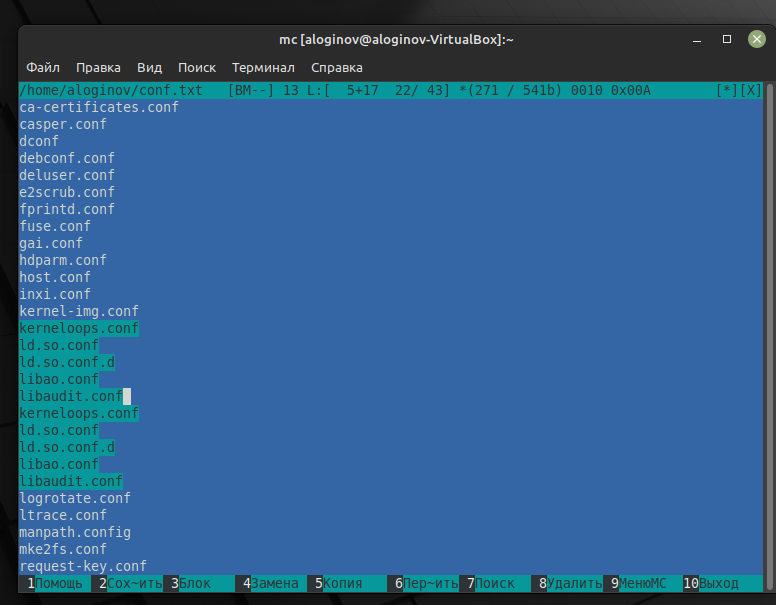 mc [aloginov@aloginov-VirtualBox]:~
Файл Правка Вид Поиск Терминал Справка
/home/aloginov/conf.txt [BM--] 13 L:[ 5+17 22/ 43] *(271 / 541b) 0010 0x00A [*][X]
ca-certificates.conf
casper.conf
dconf
debconf.conf
deluser.conf
e2scrub.conf
fprintd.conf
fuse.conf
gai.conf
hdparm.conf
host.conf
inxi.conf
kernel-img.conf
kerneloops.conf
ld.so.conf
ld.so.conf.d
libao.conf
libaudit.conf
kerneloops.conf
ld.so.conf
ld.so.conf.d
libao.conf
libaudit.conf
logrotate.conf
ltrace.conf
manpath.config
mke2fs.conf
request-key.conf
1Помощь 2Сох~ить 3Блок 4Замена 5Копия 6Пер~ить 7Поиск 8Удалить 9МенюMC 10Выход